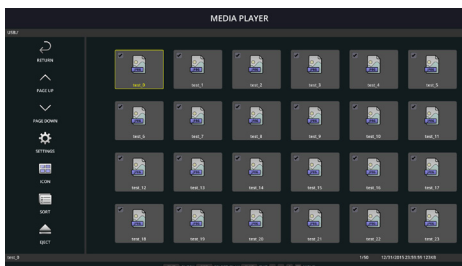 MEDIA PLAYER
USB:/
RETURN
PAGE UP
PAGE DOWN
SETTINGS
ICON
SORT
EJECT
test_0 test_1 test_2 test_3 test_4 test_5
test_6 test_7 test_8 test_9 test_10 test_11
test_12 test_13 test_14 test_15 test_16 test_17
test_18 test_19 test_20 test_21 test_22 test_23
test_0 1/50 12/31/2015 23:59:59 123KB